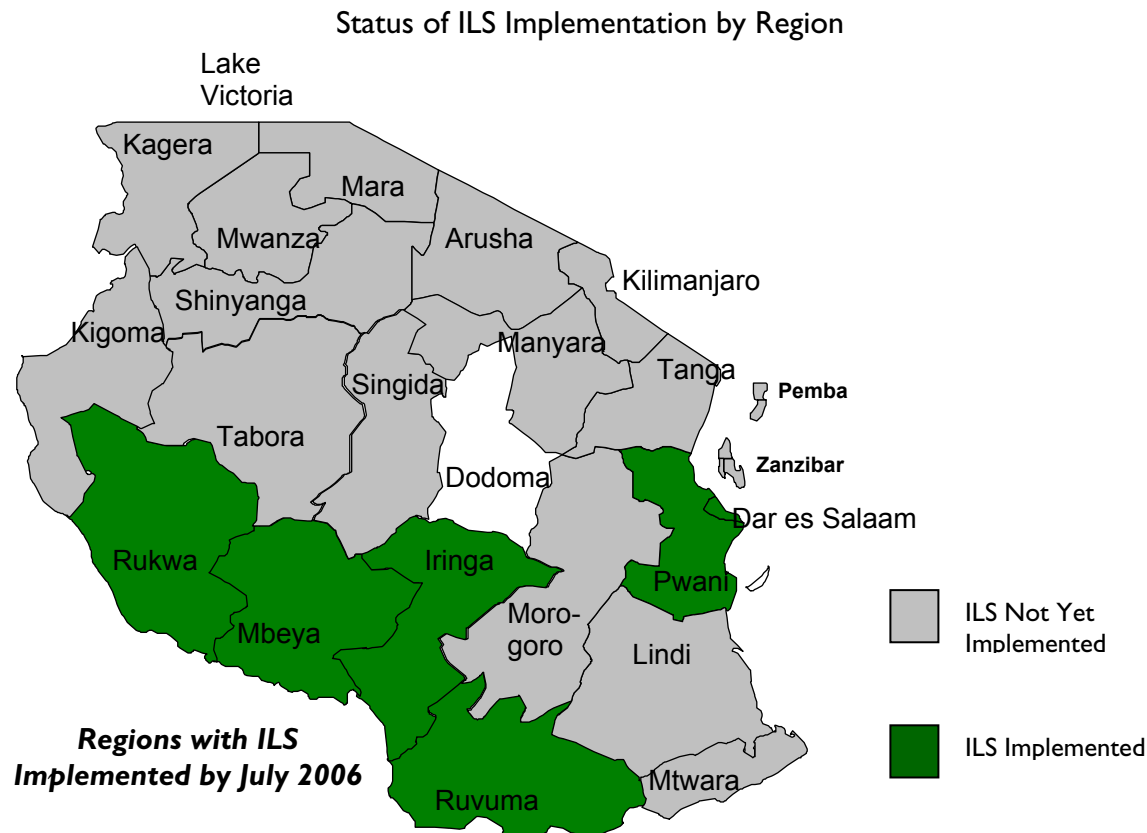 Status of ILS Implementation by Region
Lake
Victoria
Kagera
Mara
Mwanza
Arusha
Kilimanjaro
Shinyanga
Kigoma
Manyara
Tanga
Singida
Pemba
Tabora
Zanzibar
Dodoma
Dar es Salaam
Rukwa
Iringa
Pwani
Mbeya
Moro-
goro
Lindi
ILS Not Yet
Implemented
Regions with ILS
Implemented by July 2006
ILS Implemented
Mtwara
Ruvuma